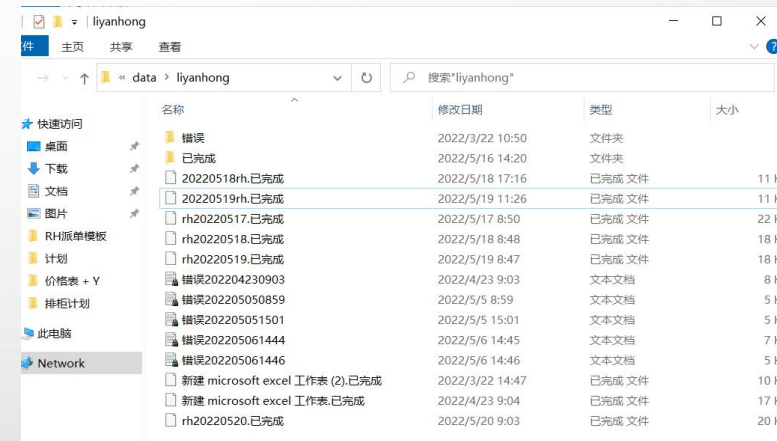 liyanhong
件 主页 共享 查看
« data › liyanhong 搜索"liyanhong"
名称 修改日期 类型 大小
快速访问
桌面
下载
文档
图片
RH派单模板
计划
价格表 + Y
排柜计划
此电脑
Network
错误 2022/3/22 10:50 文件夹
已完成 2022/5/16 14:20 文件夹
20220518rh.已完成 2022/5/18 17:16 已完成 文件 11
20220519rh.已完成 2022/5/19 11:26 已完成 文件 11
rh20220517.已完成 2022/5/17 8:50 已完成 文件 22
rh20220518.已完成 2022/5/18 8:48 已完成 文件 18
rh20220519.已完成 2022/5/19 8:47 已完成 文件 18
错误202204230903 2022/4/23 9:03 文本文档 8
错误202205050859 2022/5/5 8:59 文本文档 5
错误202205051501 2022/5/5 15:01 文本文档 5
错误202205061444 2022/5/6 14:45 文本文档 7
错误202205061446 2022/5/6 14:46 文本文档 5
新建 microsoft excel 工作表 (2).已完成 2022/3/22 14:47 已完成 文件 10
新建 microsoft excel 工作表.已完成 2022/4/23 9:04 已完成 文件 17
rh20220520.已完成 2022/5/20 9:03 已完成 文件 20